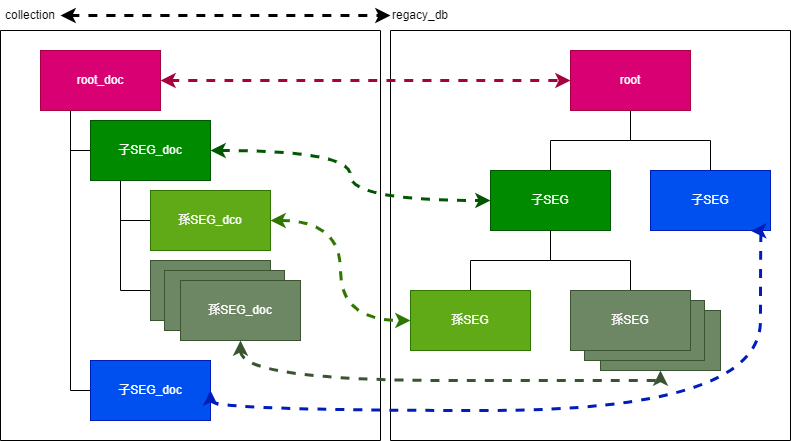 collection
regacy_db
root_doc
root
子SEG_doc
子SEG
子SEG
孫SEG_dco
孫SEG_doc
孫SEG
孫SEG
子SEG_doc